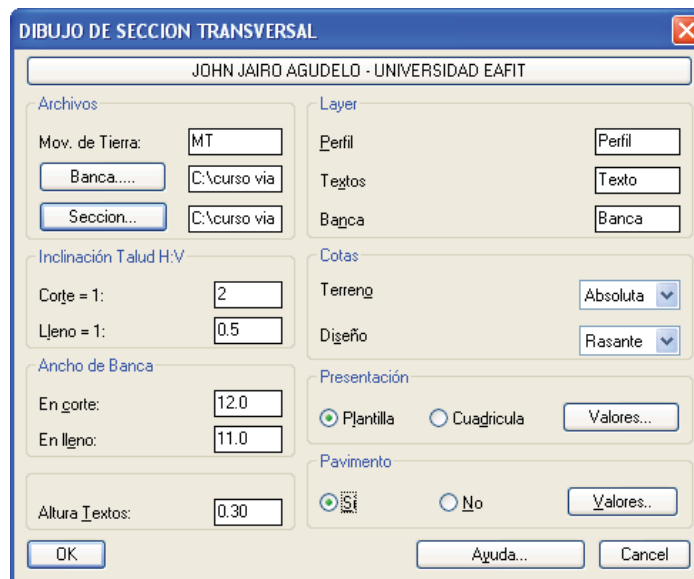 DIBUJO DE SECCION TRANSVERSAL
JOHN JAIRO AGUDELO - UNIVERSIDAD EAFIT
Archivos
Mov. de Tierra: MT
Banca..... C:\curso via
Seccion... C:\curso via
Inclinación Talud H:V
Corte = 1: 2
Lleno = 1: 0.5
Ancho de Banca
En corte: 12.0
En lleno: 11.0
Altura Textos: 0.30
Layer
Perfil Perfil
Textos Texto
Banca Banca
Cotas
Terreno Absoluta
Diseño Rasante
Presentación
Plantilla Cuadricula Valores...
Pavimento
Si No Valores..
OK Ayuda... Cancel